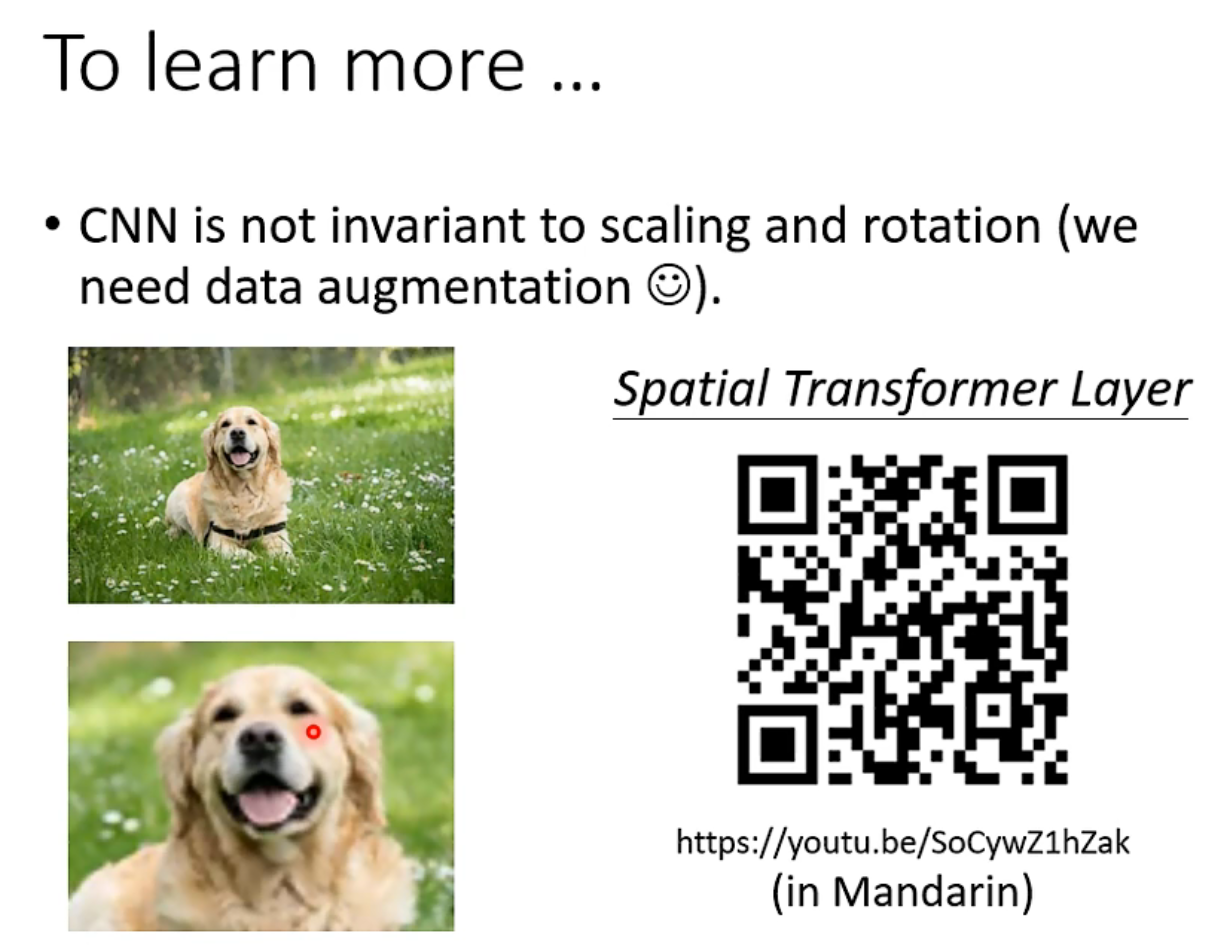 To learn more ...
• CNN is not invariant to scaling and rotation (we
need data augmentation ☺).
Spatial Transformer Layer
https://youtu.be/SoCywZ1hZak
(in Mandarin)